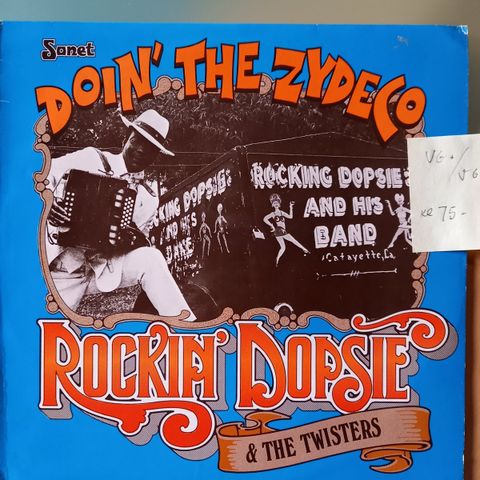 Sonet
DOIN' THE ZYDECO
ROCKING DOPSIE
AND HIS
BAND
ROCKING DOPSIE
AND HIS
BAND
Lafayette, La
ROCKIN' DOPSIE
& THE TWISTERS
VG+/VG
KR 75-